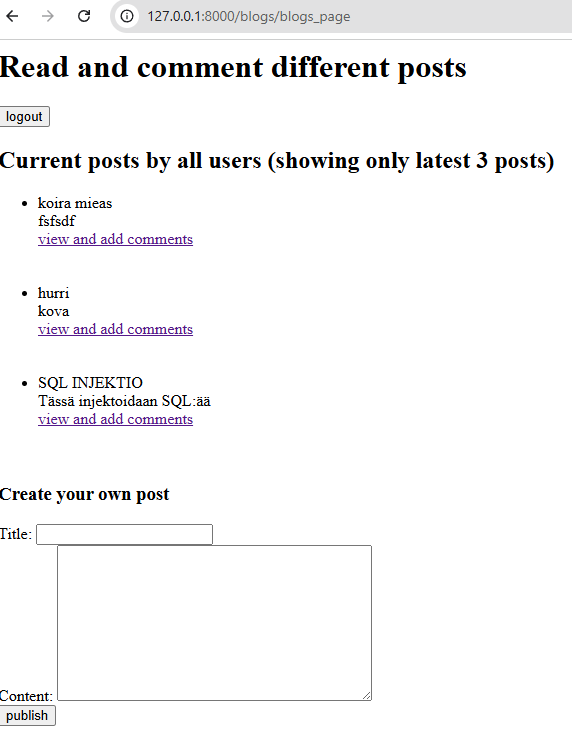 127.0.0.1:8000/blogs/blogs_page
Read and comment different posts
logout
Current posts by all users (showing only latest 3 posts)
koira mieas
fsfsdf
view and add comments
hurri
kova
view and add comments
SQL INJEKTIO
Tässä injektoidaan SQL:ää
view and add comments
Create your own post
Title:
Content:
publish